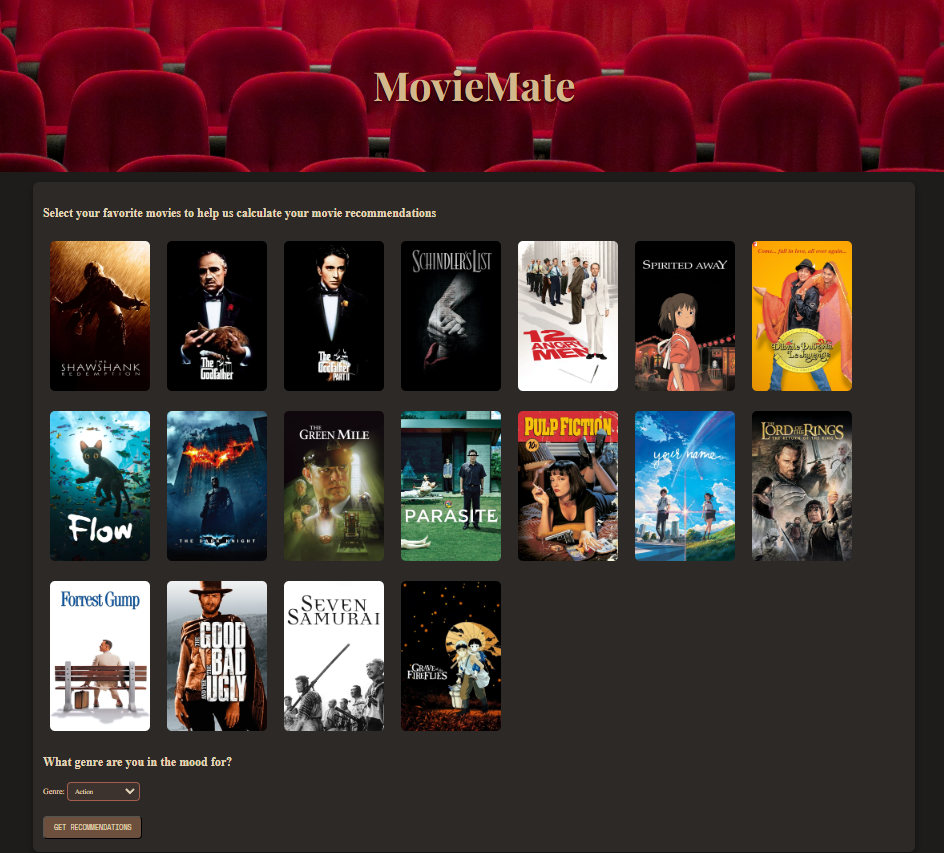 MovieMate
Select your favorite movies to help us calculate your movie recommendations
THE
SHAWSHANK
REDEMPTION
The
Godfather
The
Godfather
PART II
SCHINDLER'S LIST
12
ANGRY
MEN
SPIRITED AWAY
Come... fall in love, all over again...
Dilwale Dulhania
Le Jayenge
Flow
THE DARK KNIGHT
THE
GREEN MILE
PARASITE
PULP FICTION
10¢
your name.
THE
LORD OF THE RINGS
THE RETURN OF THE KING
Forrest Gump
THE
GOOD
THE
BAD
AND THE
UGLY
SEVEN
SAMURAI
GRAVE OF THE
FIREFLIES
What genre are you in the mood for?
Genre: Action
GET RECOMMENDATIONS